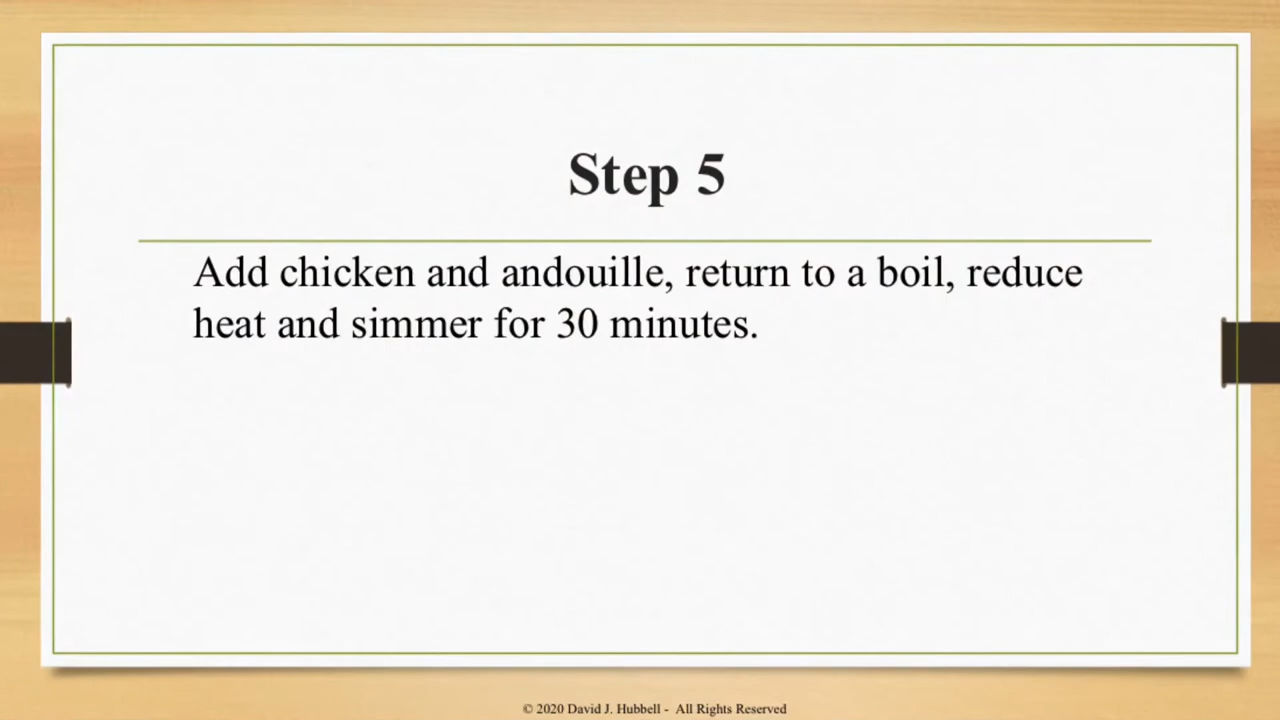 Step 5
Add chicken and andouille, return to a boil, reduce
heat and simmer for 30 minutes.
© 2020 David J. Hubbell - All Rights Reserved